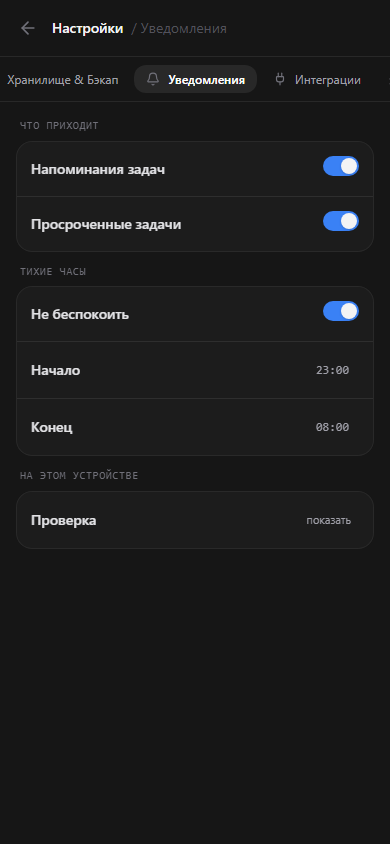 Настройки / Уведомления
Хранилище & Бэкап Уведомления Интеграции
ЧТО ПРИХОДИТ
Напоминания задач
Просроченные задачи
ТИХИЕ ЧАСЫ
Не беспокоить
Начало 23:00
Конец 08:00
НА ЭТОМ УСТРОЙСТВЕ
Проверка показать